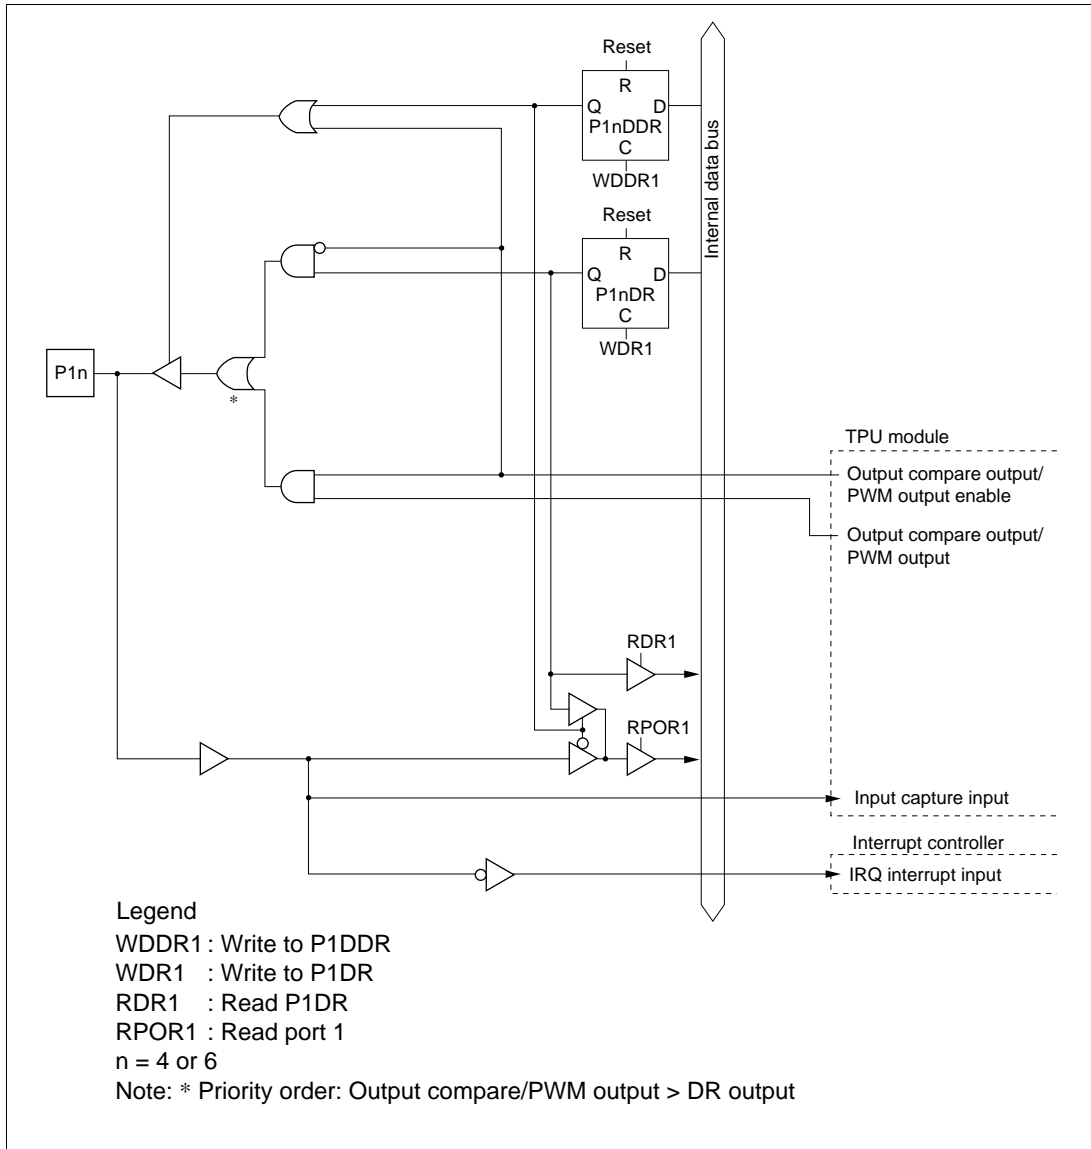 Reset
R
Q D
P1nDDR
C
WDDR1
Internal data bus
Reset
R
Q D
P1nDR
C
WDR1
P1n
*
TPU module
Output compare output/
PWM output enable
Output compare output/
PWM output
RDR1
RPOR1
Input capture input
Interrupt controller
IRQ interrupt input
Legend
WDDR1 : Write to P1DDR
WDR1 : Write to P1DR
RDR1 : Read P1DR
RPOR1 : Read port 1
n = 4 or 6
Note: * Priority order: Output compare/PWM output > DR output